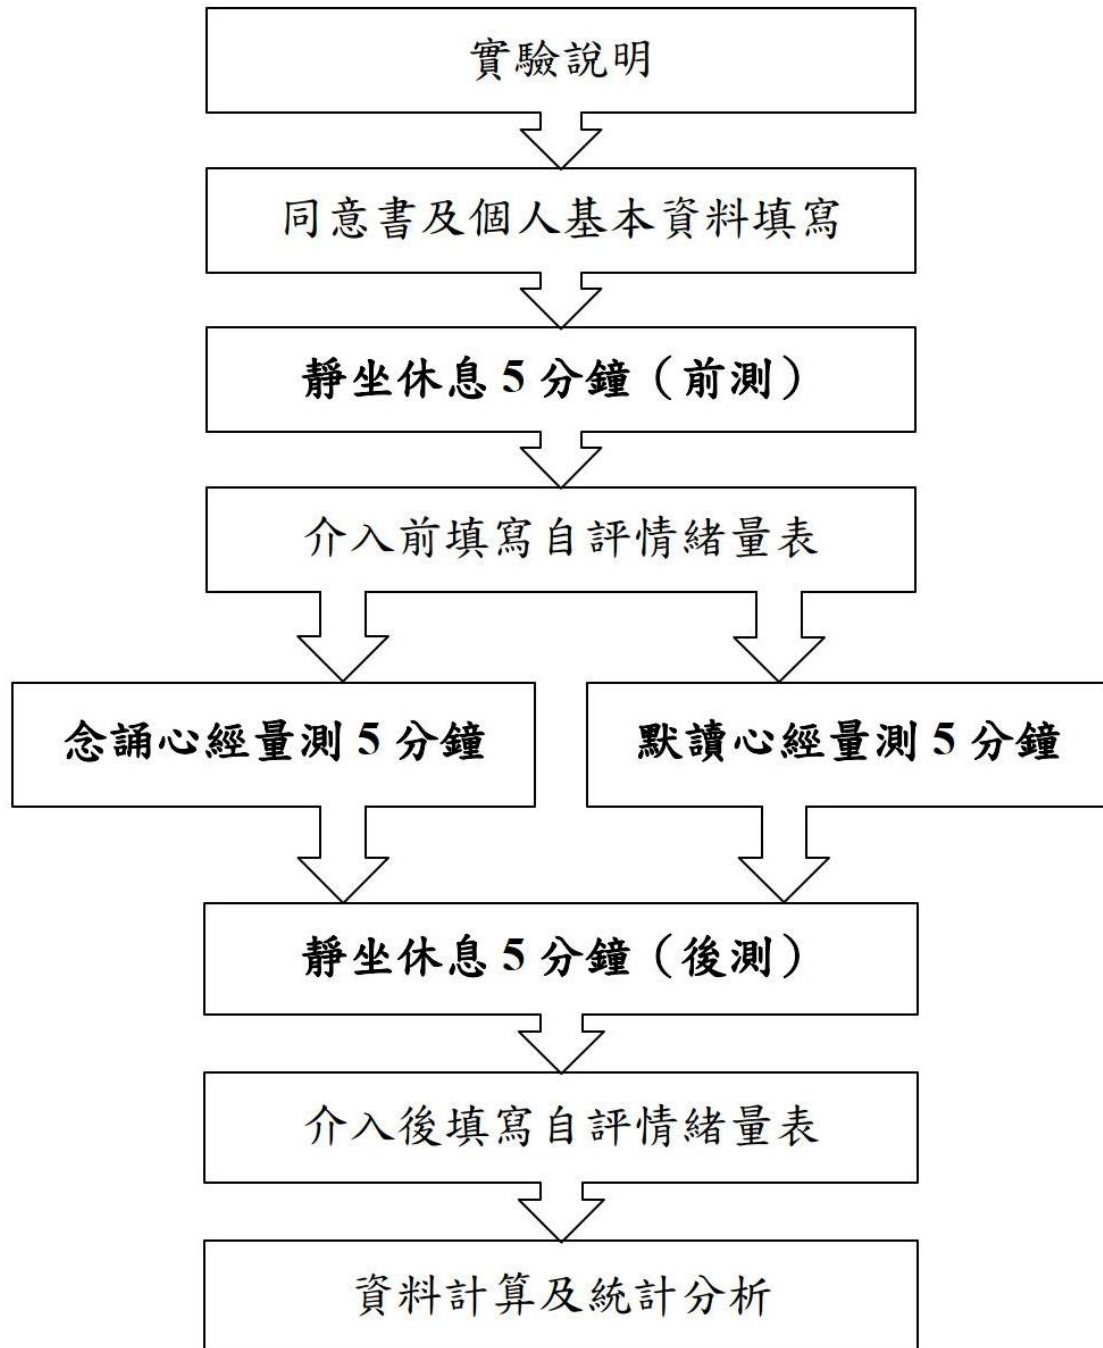 實驗說明
同意書及個人基本資料填寫
靜坐休息 5 分鐘（前測）
介入前填寫自評情緒量表
念誦心經量測 5 分鐘
默讀心經量測 5 分鐘
靜坐休息 5 分鐘（後測）
介入後填寫自評情緒量表
資料計算及統計分析